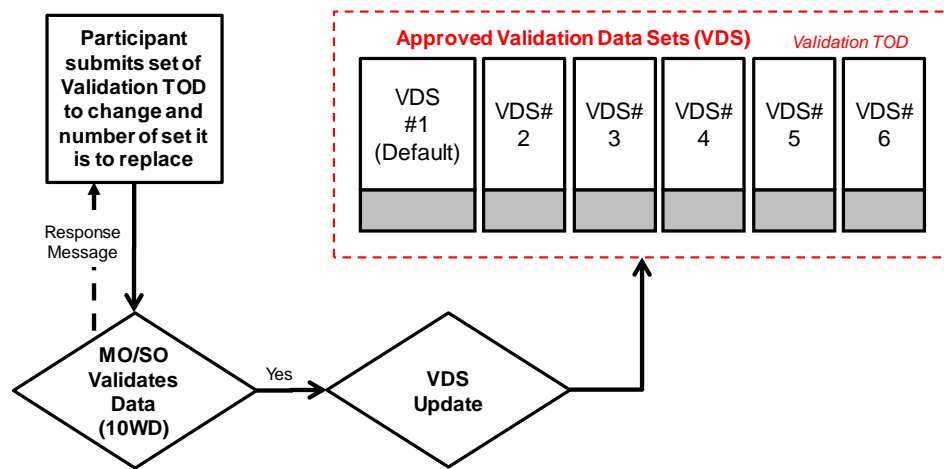 Participant
submits set of
Validation TOD
to change and
number of set it
is to replace
Approved Validation Data Sets (VDS)
Validation TOD
VDS
#1
(Default)
VDS#
2
VDS#
3
VDS#
4
VDS#
5
VDS#
6
Response
Message
MO/SO
Validates
Data
(10WD)
Yes
VDS
Update